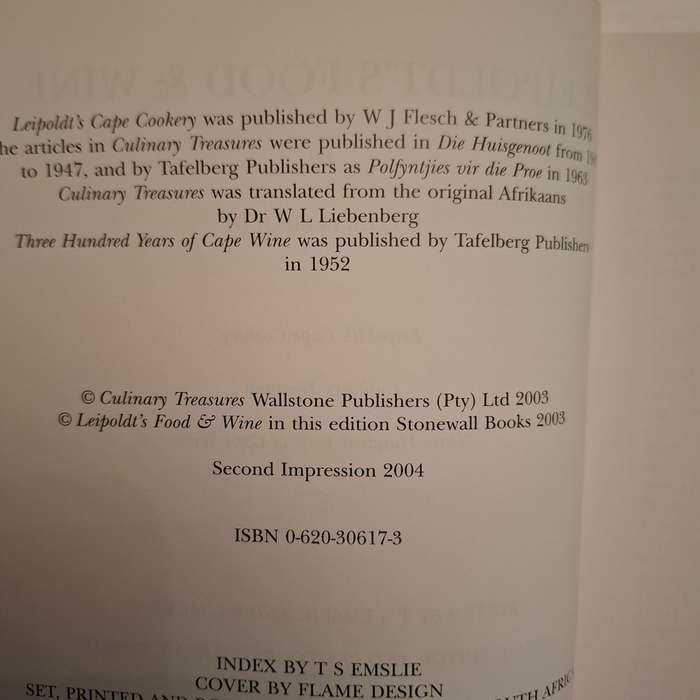 Leipoldt's Cape Cookery was published by W J Flesch & Partners in 1976
he articles in Culinary Treasures were published in Die Huisgenoot from
to 1947, and by Tafelberg Publishers as Polfyntjies vir die Proe in 1963
Culinary Treasures was translated from the original Afrikaans
by Dr W L Liebenberg
Three Hundred Years of Cape Wine was published by Tafelberg Publishers
in 1952
© Culinary Treasures Wallstone Publishers (Pty) Ltd 2003
© Leipoldt's Food & Wine in this edition Stonewall Books 2003
Second Impression 2004
ISBN 0-620-30617-3
INDEX BY T S EMSLIE
COVER BY FLAME DESIGN
SET, PRINTED AND